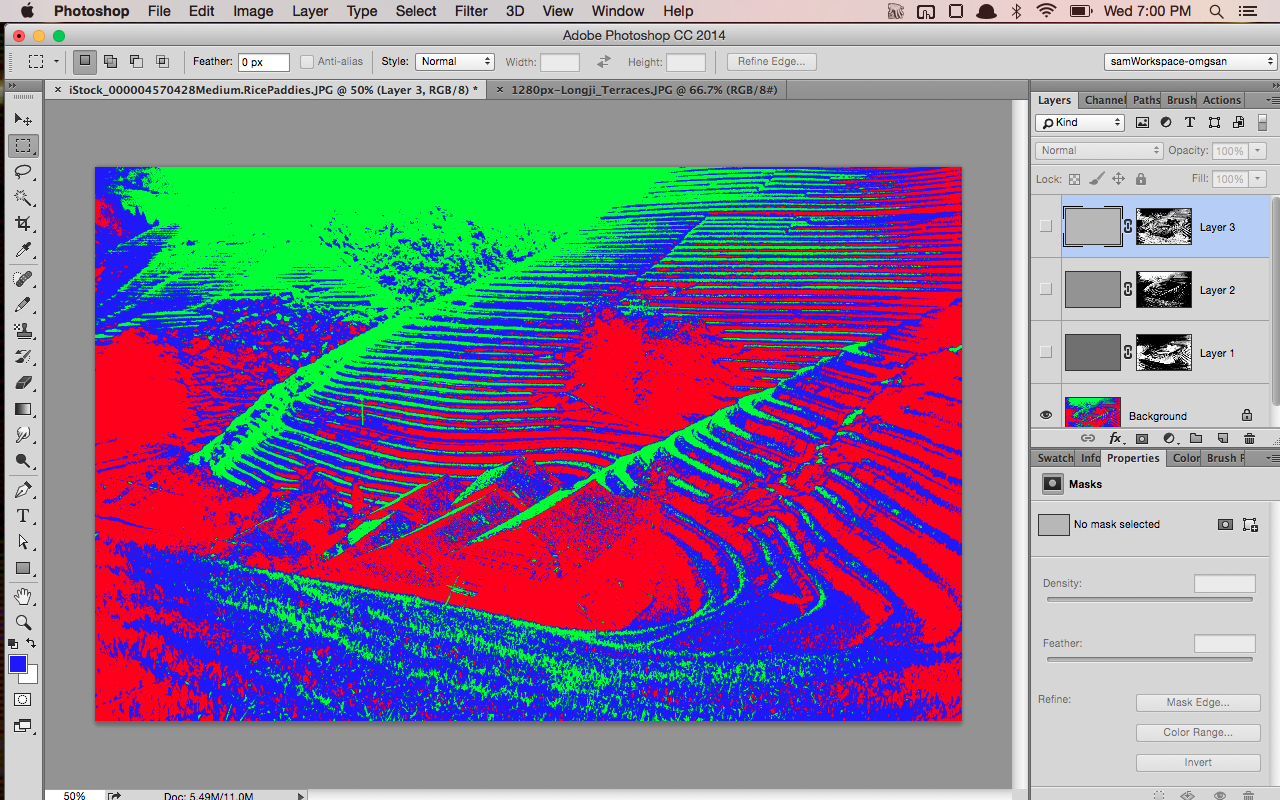 Photoshop File Edit Image Layer Type Select Filter 3D View Window Help Wed 7:00 PM
Adobe Photoshop CC 2014
Feather: 0 px Anti-alias Style: Normal Width: Height: Refine Edge... samWorkspace-omgsan
iStock_000004570428Medium.RicePaddies.JPG @ 50% (Layer 3, RGB/8) * 1280px-Longji_Terraces.JPG @ 66.7% (RGB/8#)
Layers Channel Paths Brush Actions
Kind
Normal Opacity: 100%
Lock: Fill: 100%
Layer 3
Layer 2
Layer 1
Background
fx
Swatch Info Properties Color Brush P
Masks
No mask selected
Density:
Feather:
Refine: Mask Edge...
Color Range...
Invert
50% Doc: 5.49M/11.0M